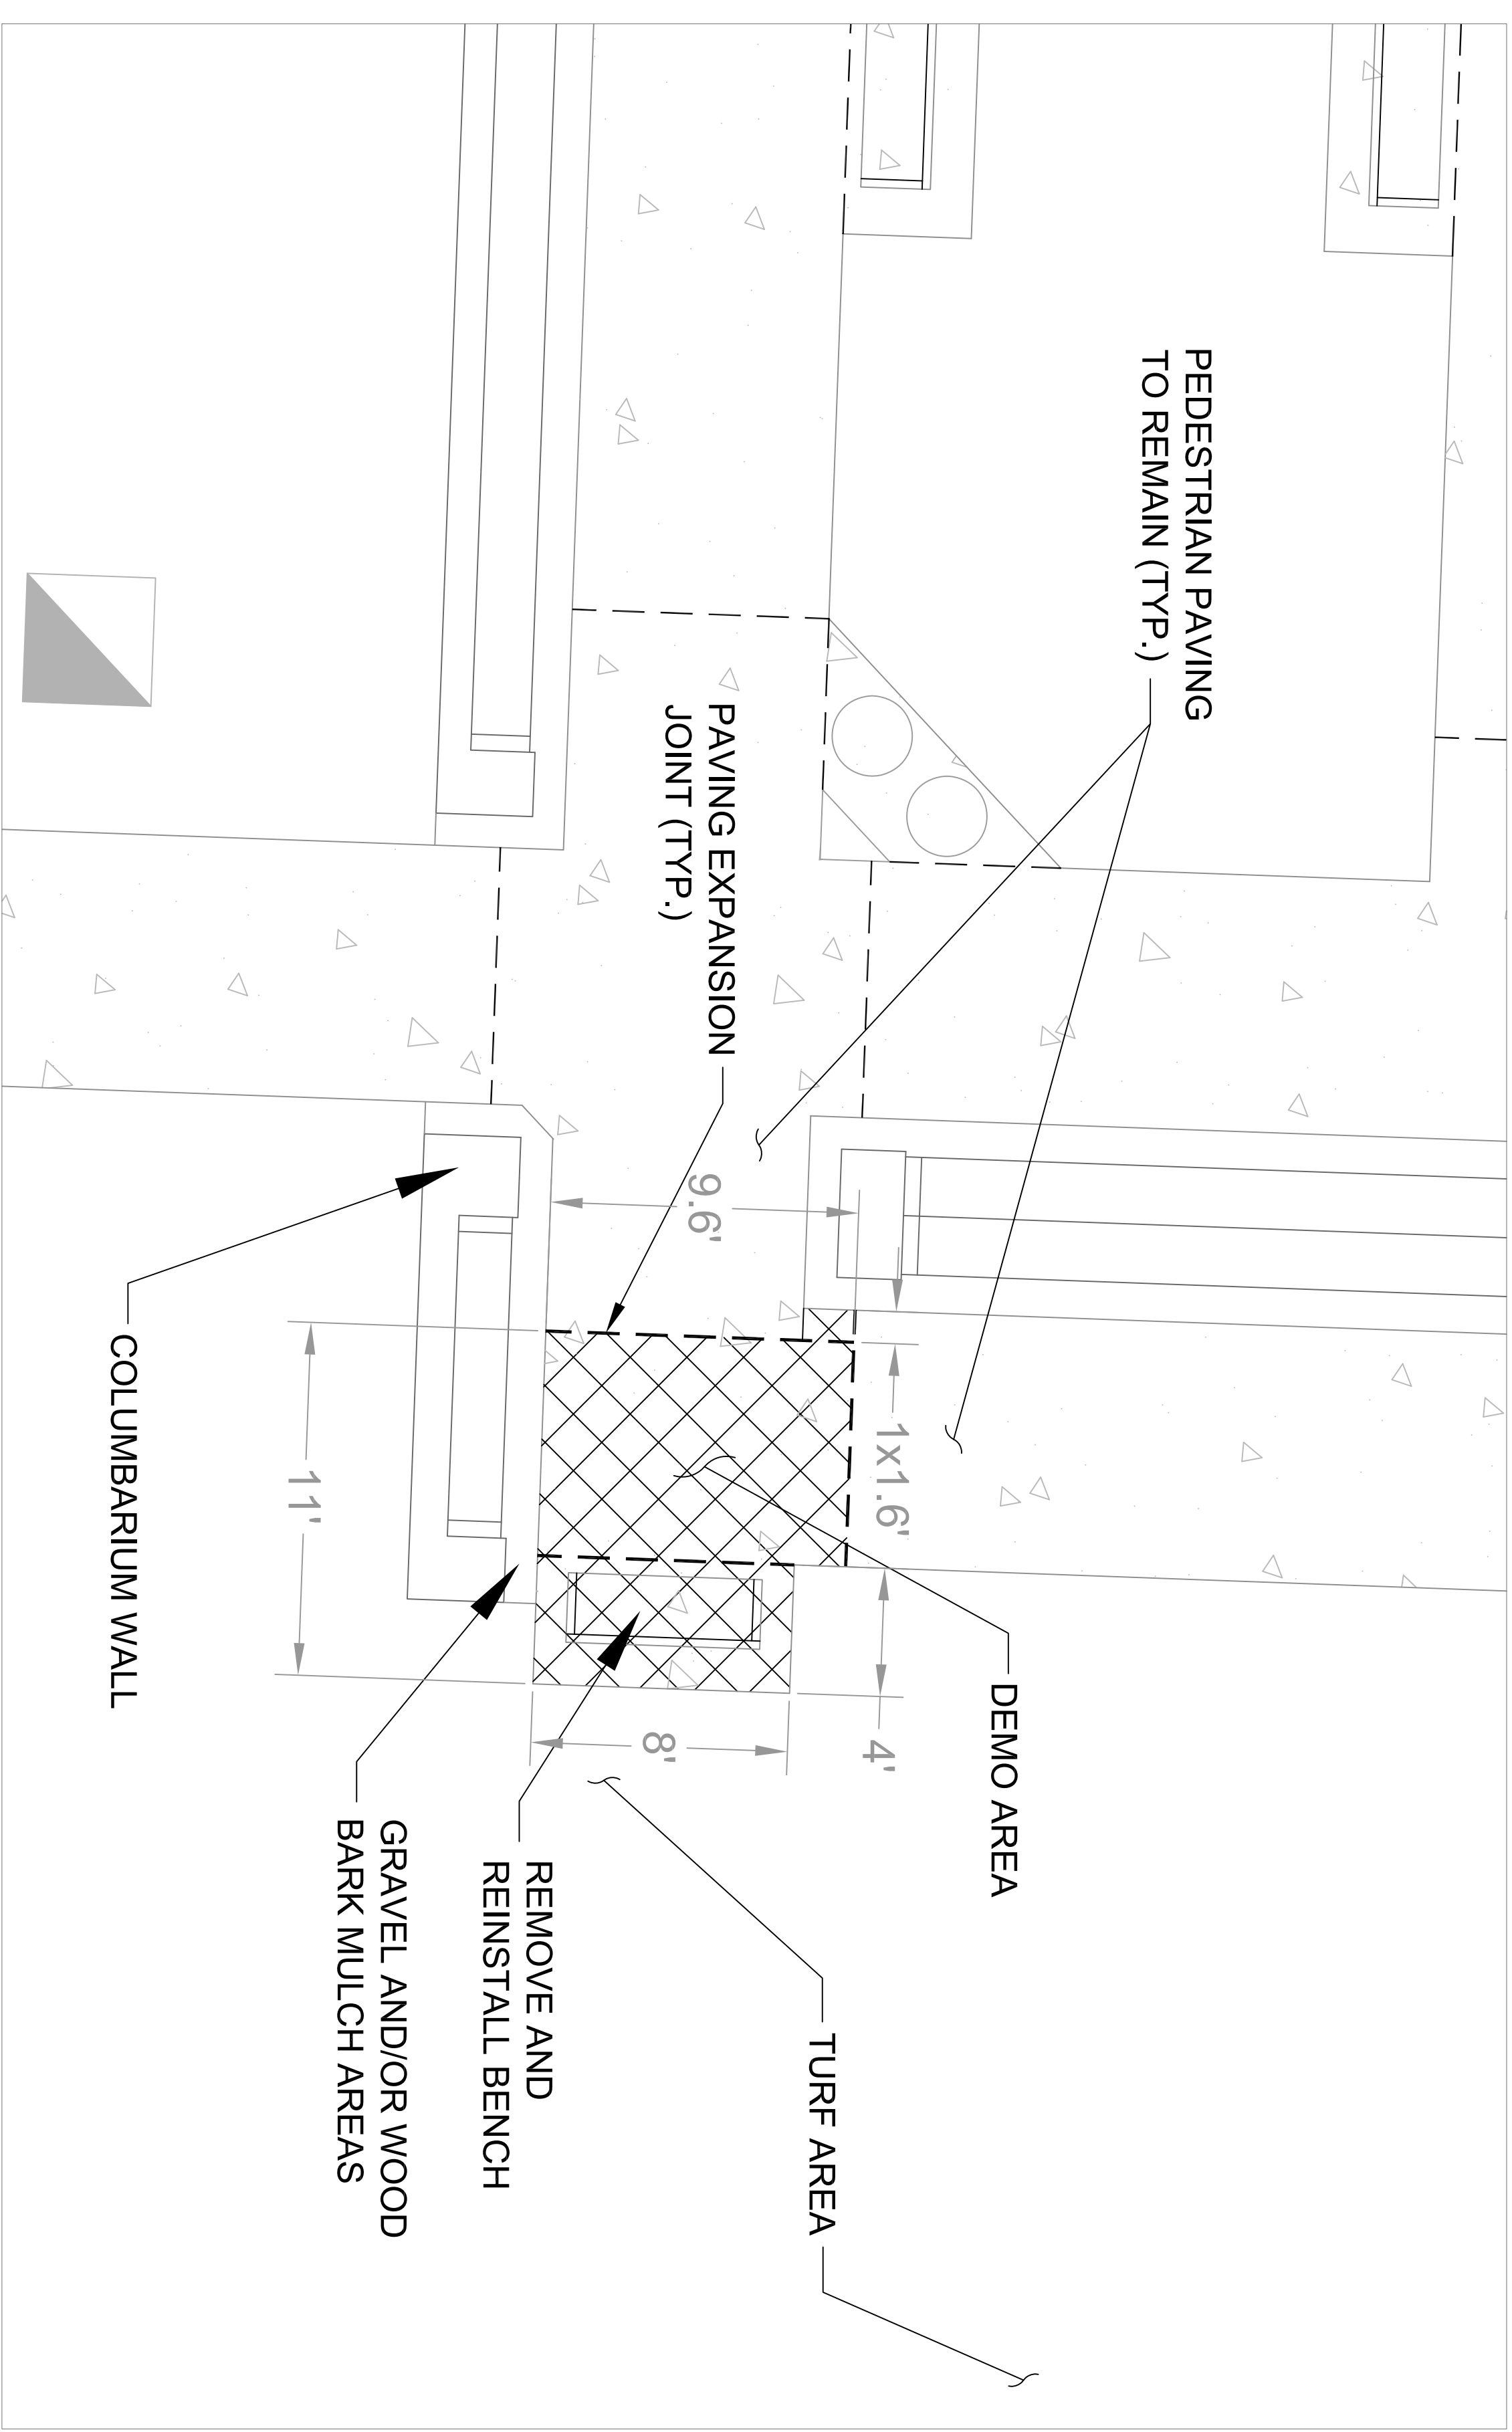 PEDESTRIAN PAVING
TO REMAIN (TYP.)
PAVING EXPANSION
JOINT (TYP.)
9.6'
1x1.6'
11'
4'
8'
COLUMBARIUM WALL
DEMO AREA
TURF AREA
REMOVE AND
REINSTALL BENCH
GRAVEL AND/OR WOOD
BARK MULCH AREAS